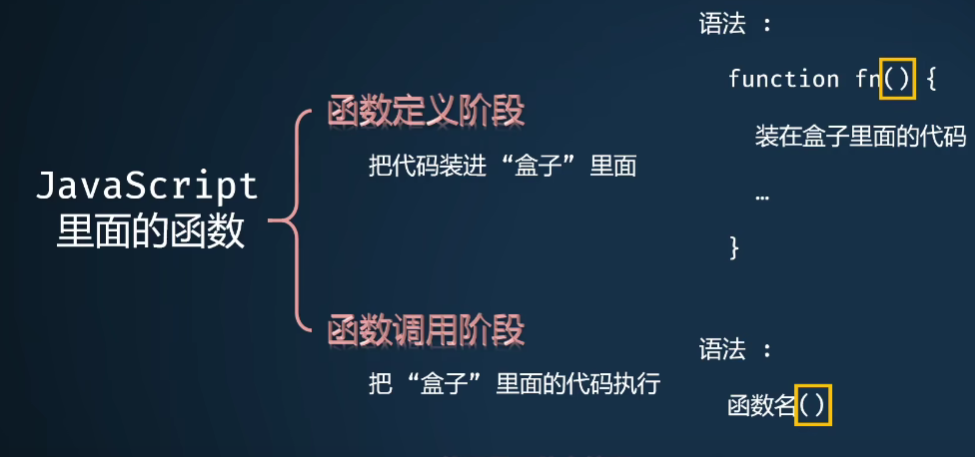 JavaScript
里面的函数
函数定义阶段
把代码装进“盒子”里面
语法 :
function fn() {
装在盒子里面的代码
…
}
函数调用阶段
把“盒子”里面的代码执行
语法 :
函数名()